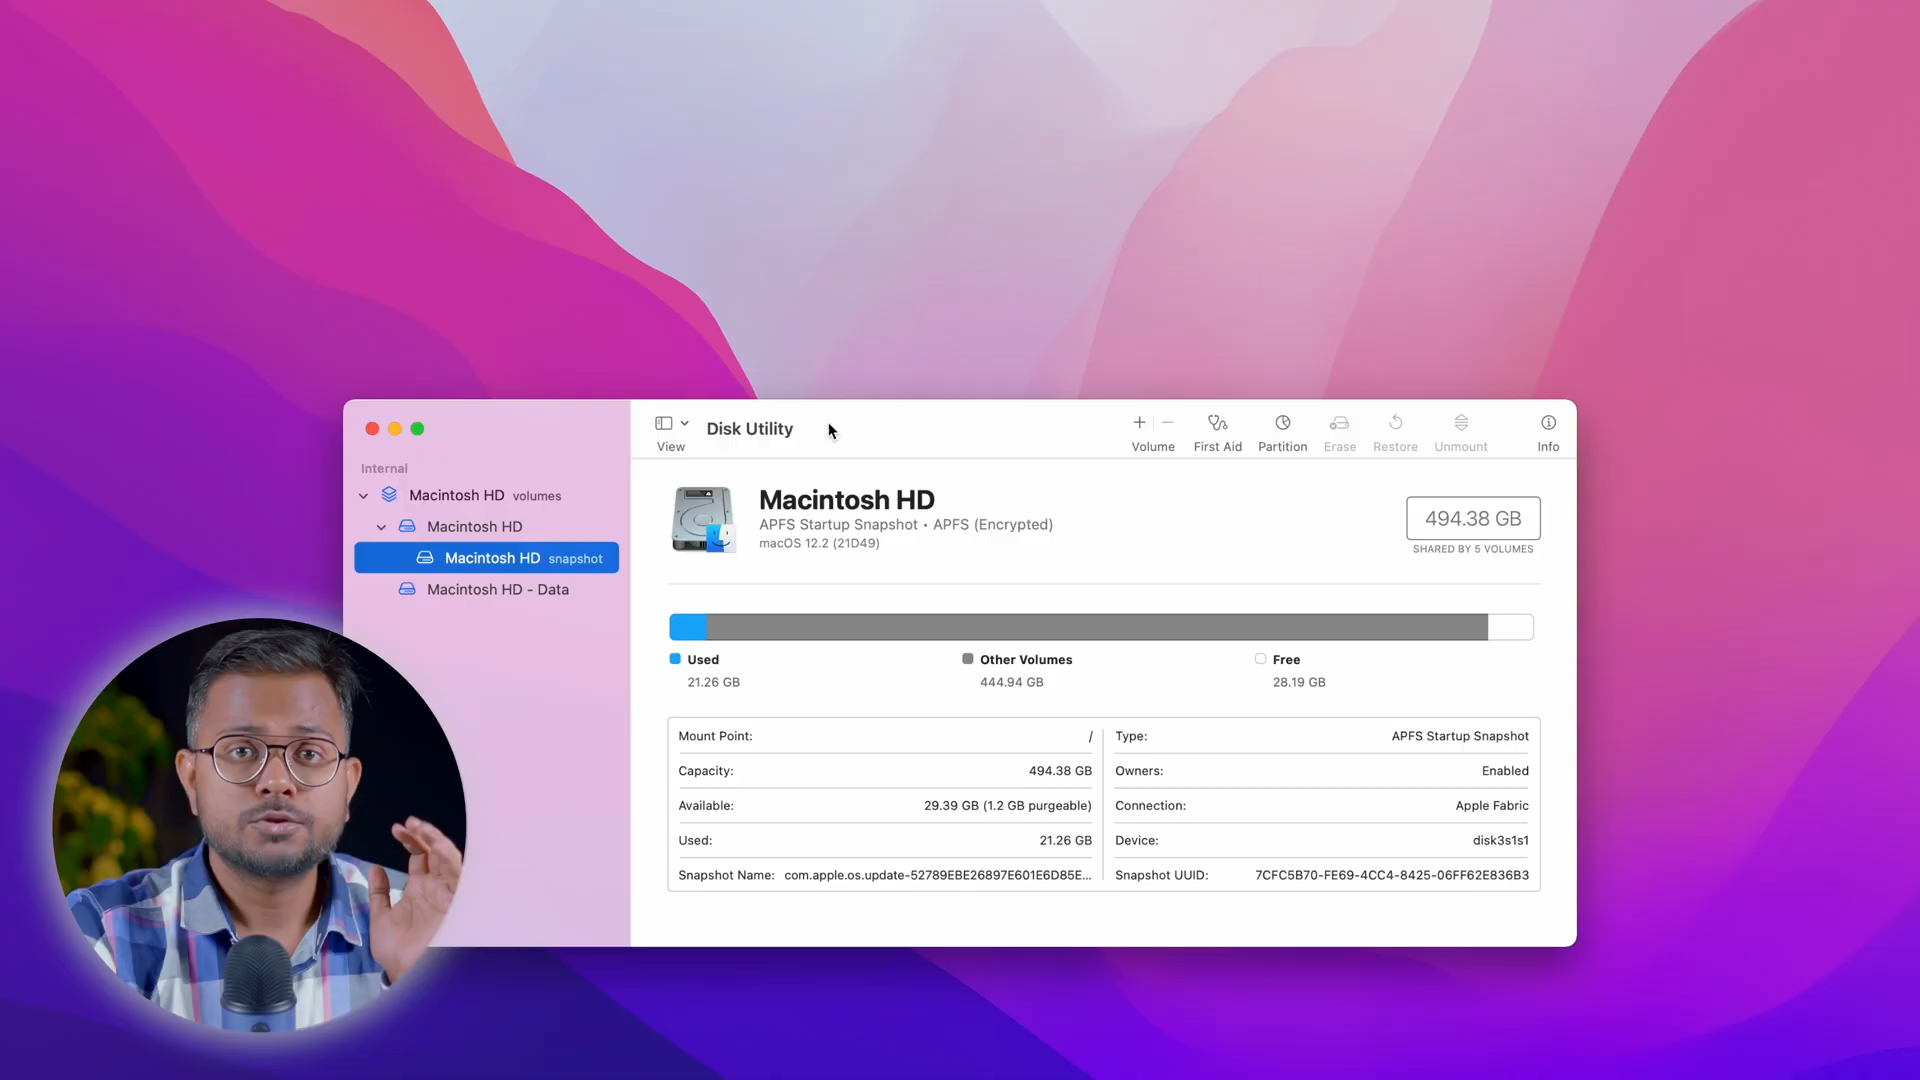 Internal
Macintosh HD volumes
Macintosh HD
Macintosh HD snapshot
Macintosh HD - Data
View
Disk Utility
Volume
First Aid
Partition
Erase
Restore
Unmount
Info
Macintosh HD
APFS Startup Snapshot • APFS (Encrypted)
macOS 12.2 (21D49)
494.38 GB
SHARED BY 5 VOLUMES
Used
21.26 GB
Other Volumes
444.94 GB
Free
28.19 GB
Mount Point: /
Capacity: 494.38 GB
Available: 29.39 GB (1.2 GB purgeable)
Used: 21.26 GB
Snapshot Name: com.apple.os.update-52789EBE26897E601E6D85E...
Type: APFS Startup Snapshot
Owners: Enabled
Connection: Apple Fabric
Device: disk3s1s1
Snapshot UUID: 7CFC5B70-FE69-4CC4-8425-06FF62E836B3